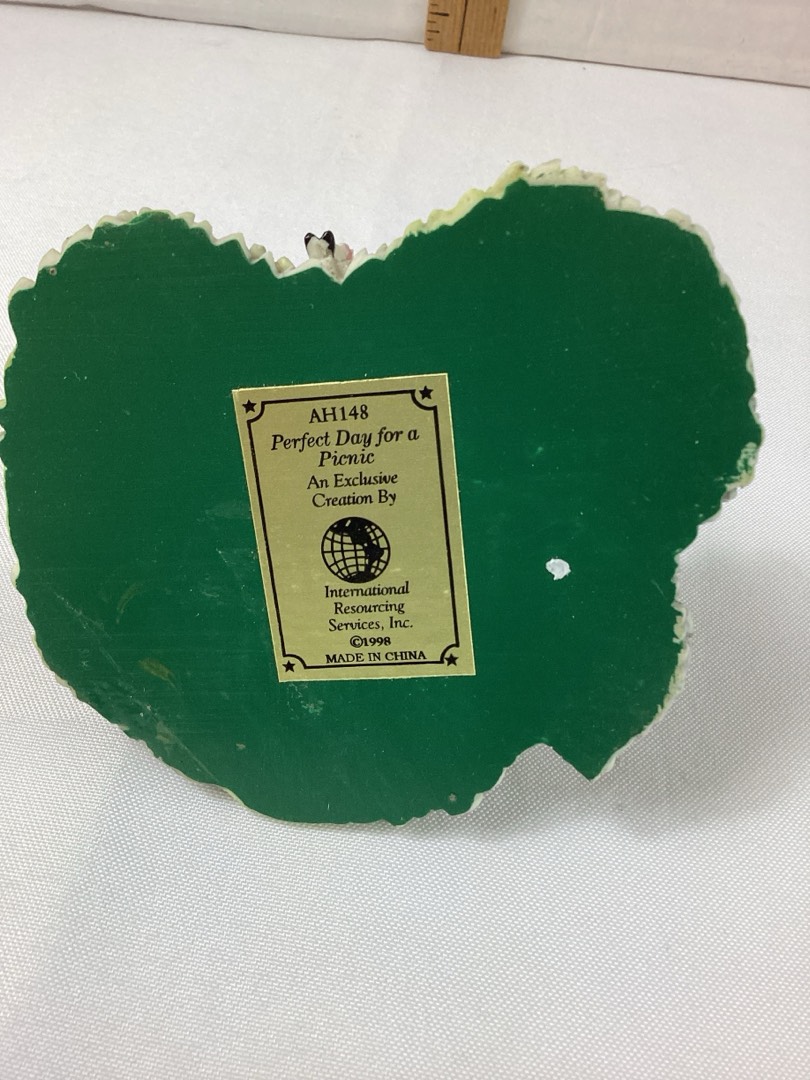 AH148
Perfect Day for a
Picnic
An Exclusive
Creation By
International
Resourcing
Services, Inc.
©1998
MADE IN CHINA